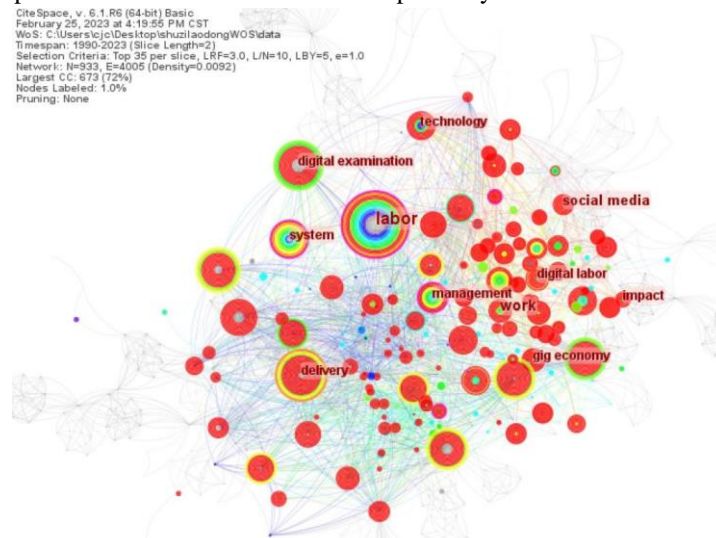 CiteSpace, v. 6.1.R6 (64-bit) Basic
February 25, 2023 at 4:19:55 PM CST
WoS: C:\Users\cjc\Desktop\shuzilaodongWOS\data
Timespan: 1990-2023 (Slice Length=2)
Selection Criteria: Top 35 per slice, LRF=3.0, L/N=10, LBY=5, e=1.0
Network: N=933, E=4005 (Density=0.0092)
Largest CC: 673 (72%)
Nodes Labeled: 1.0%
Pruning: None
technology
digital examination
social media
labor
system
digital labor
management
impact
work
gig economy
delivery